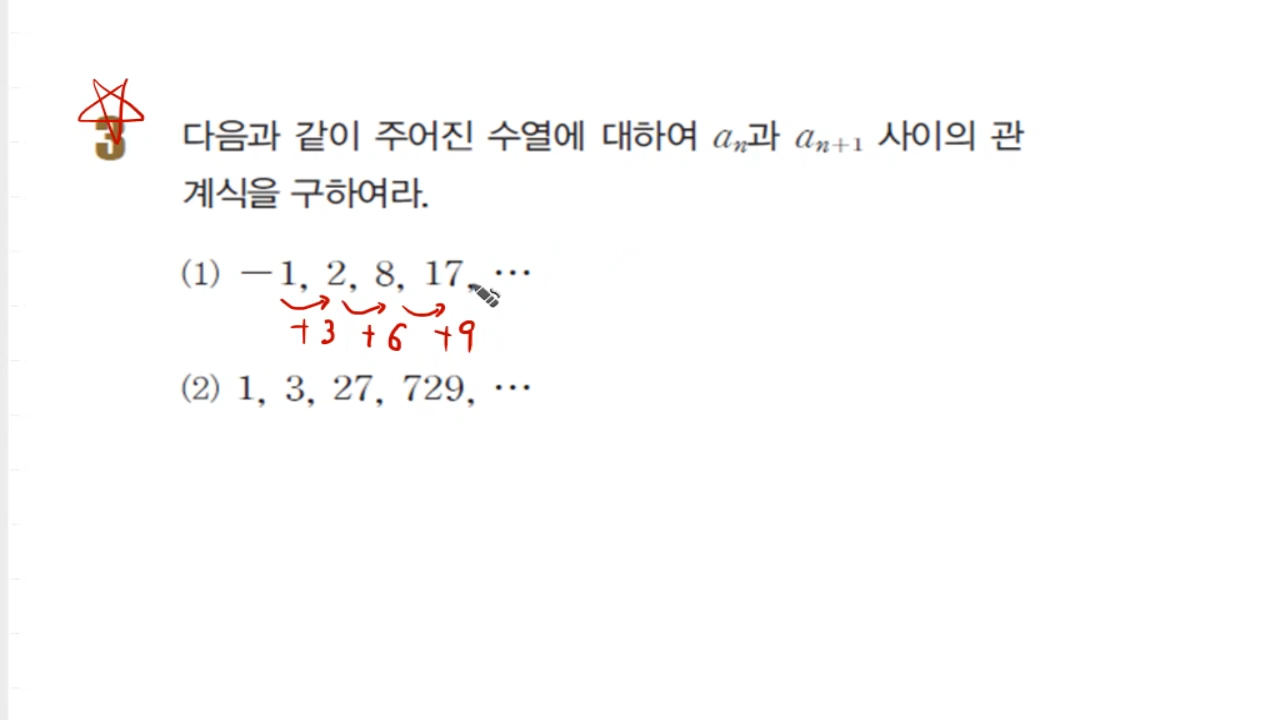 3 다음과 같이 주어진 수열에 대하여 aₙ과 aₙ₊₁ 사이의 관
계식을 구하여라.
(1) －1, 2, 8, 17, …
+3 +6 +9
(2) 1, 3, 27, 729, …